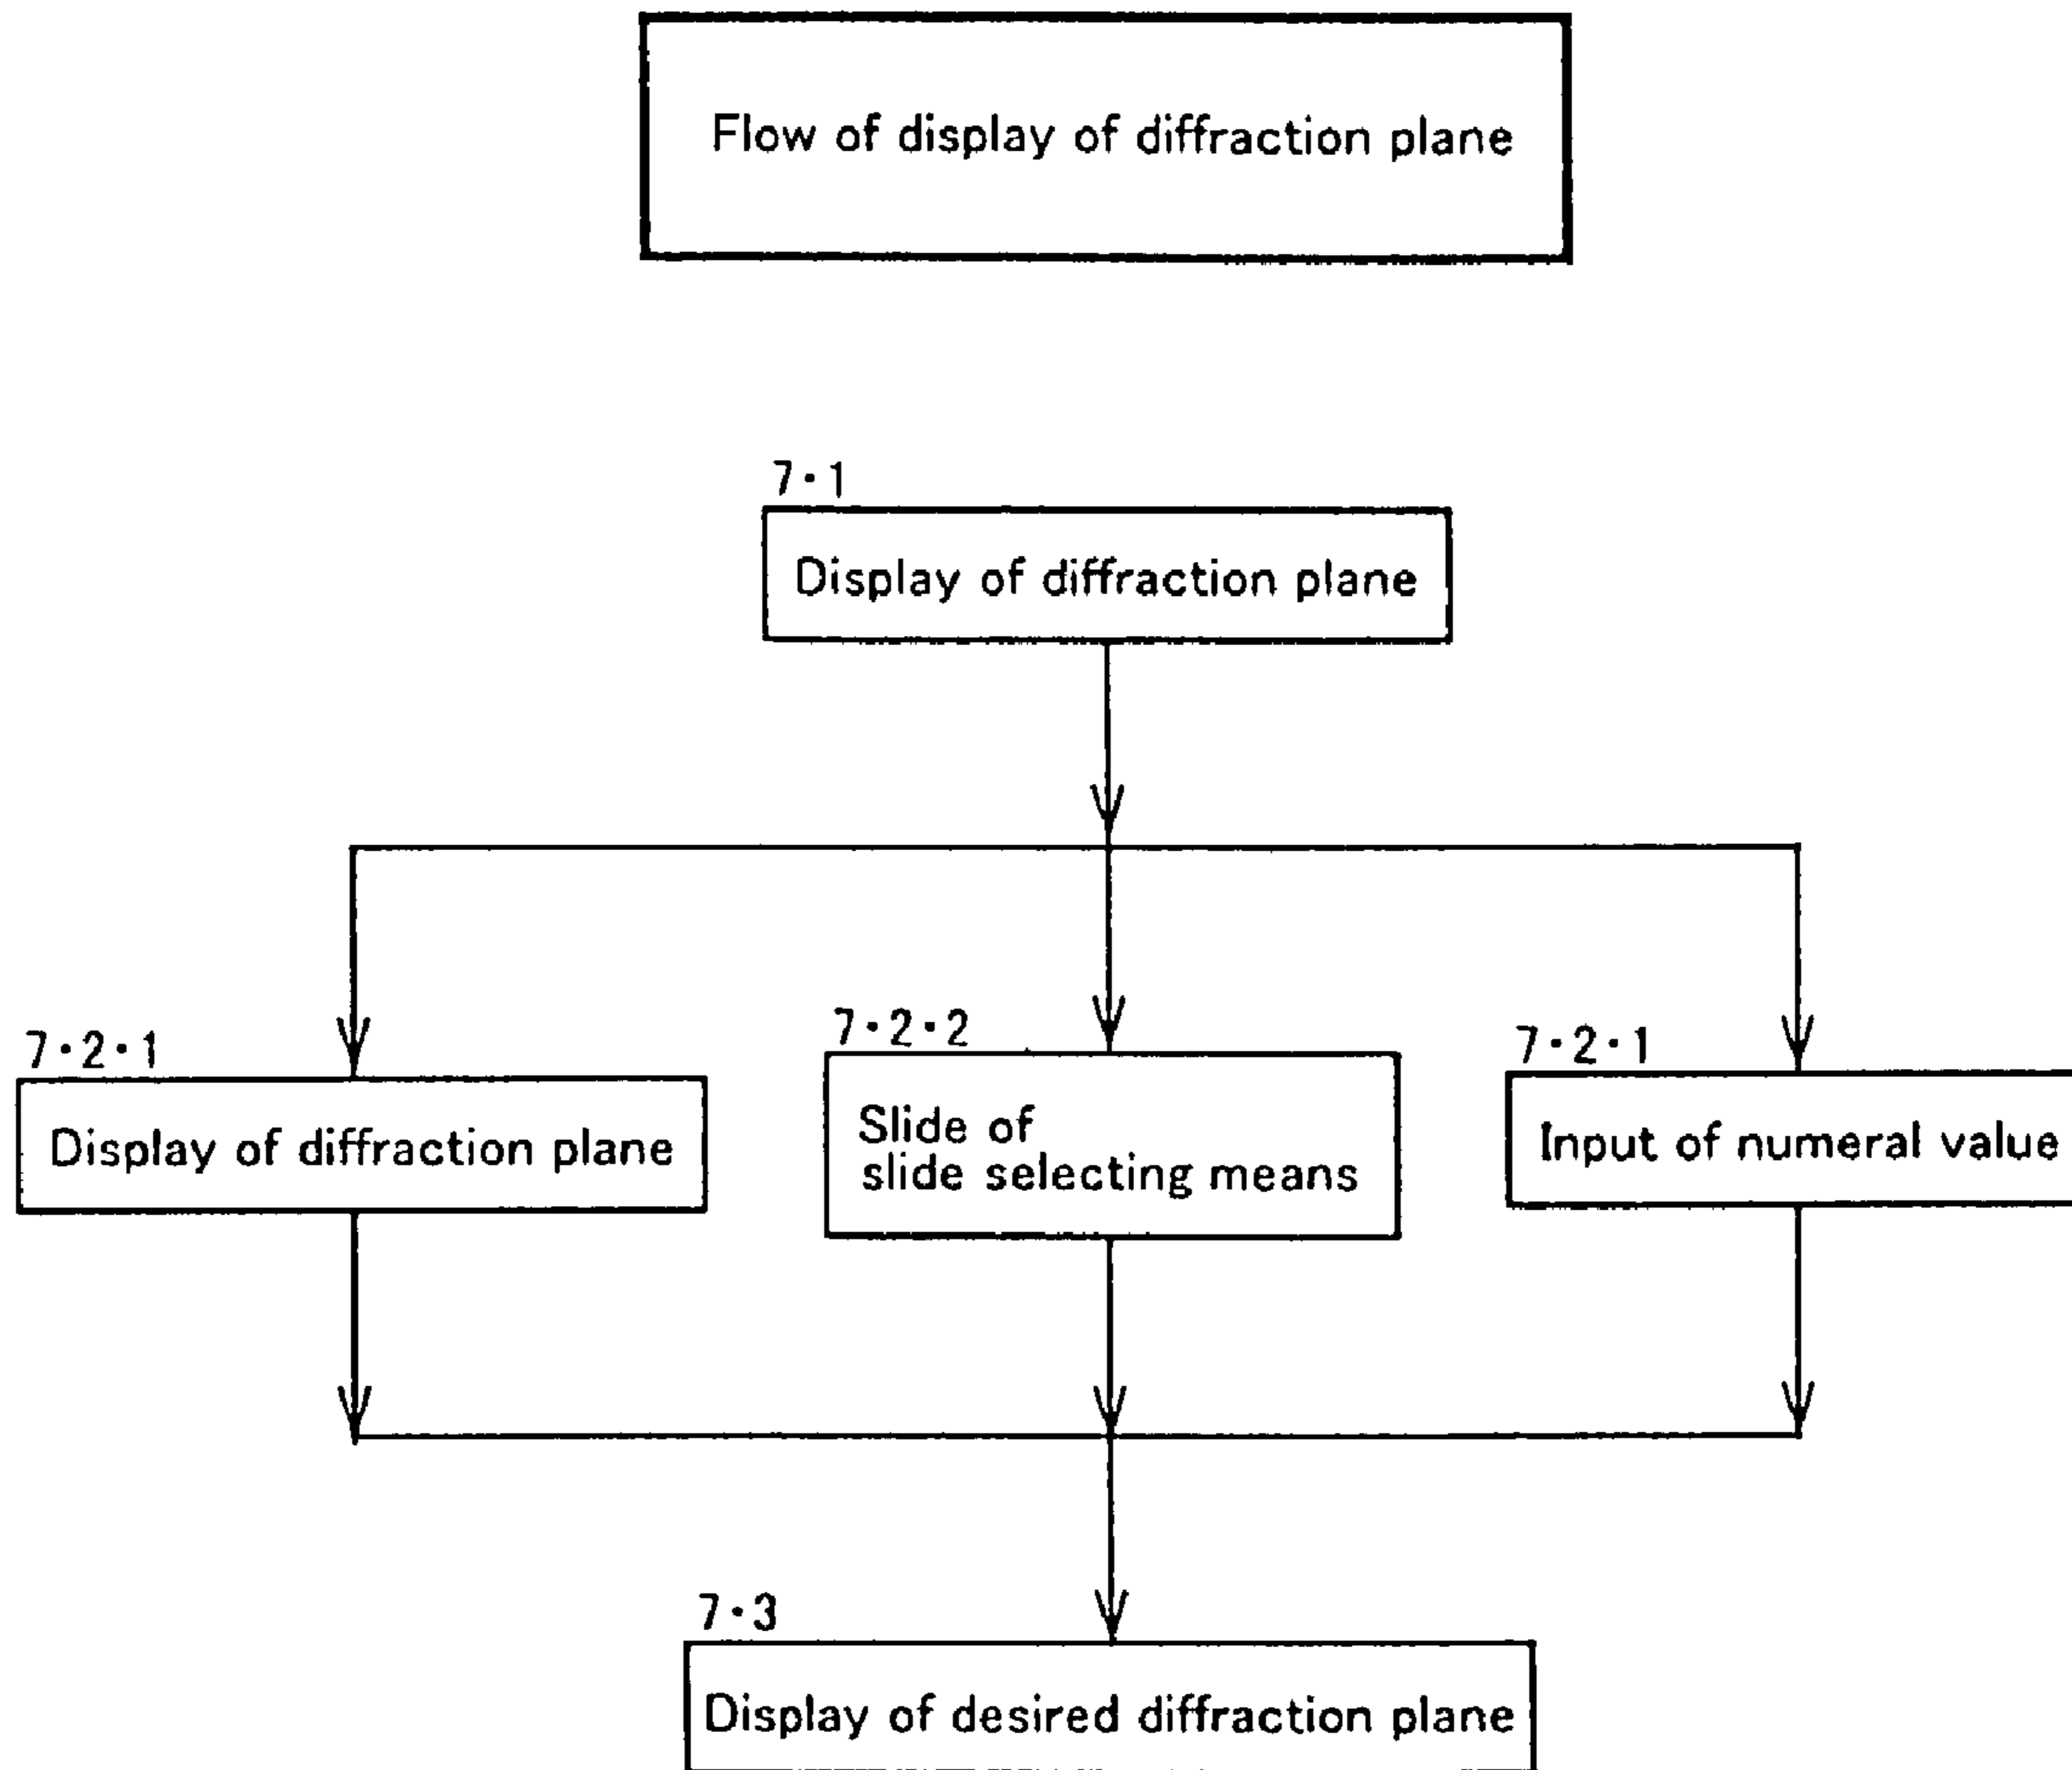 Flow of display of diffraction plane
7·1
Display of diffraction plane
7·2·1
Display of diffraction plane
7·2·2
Slide of
slide selecting means
7·2·1
Input of numeral value
7·3
Display of desired diffraction plane